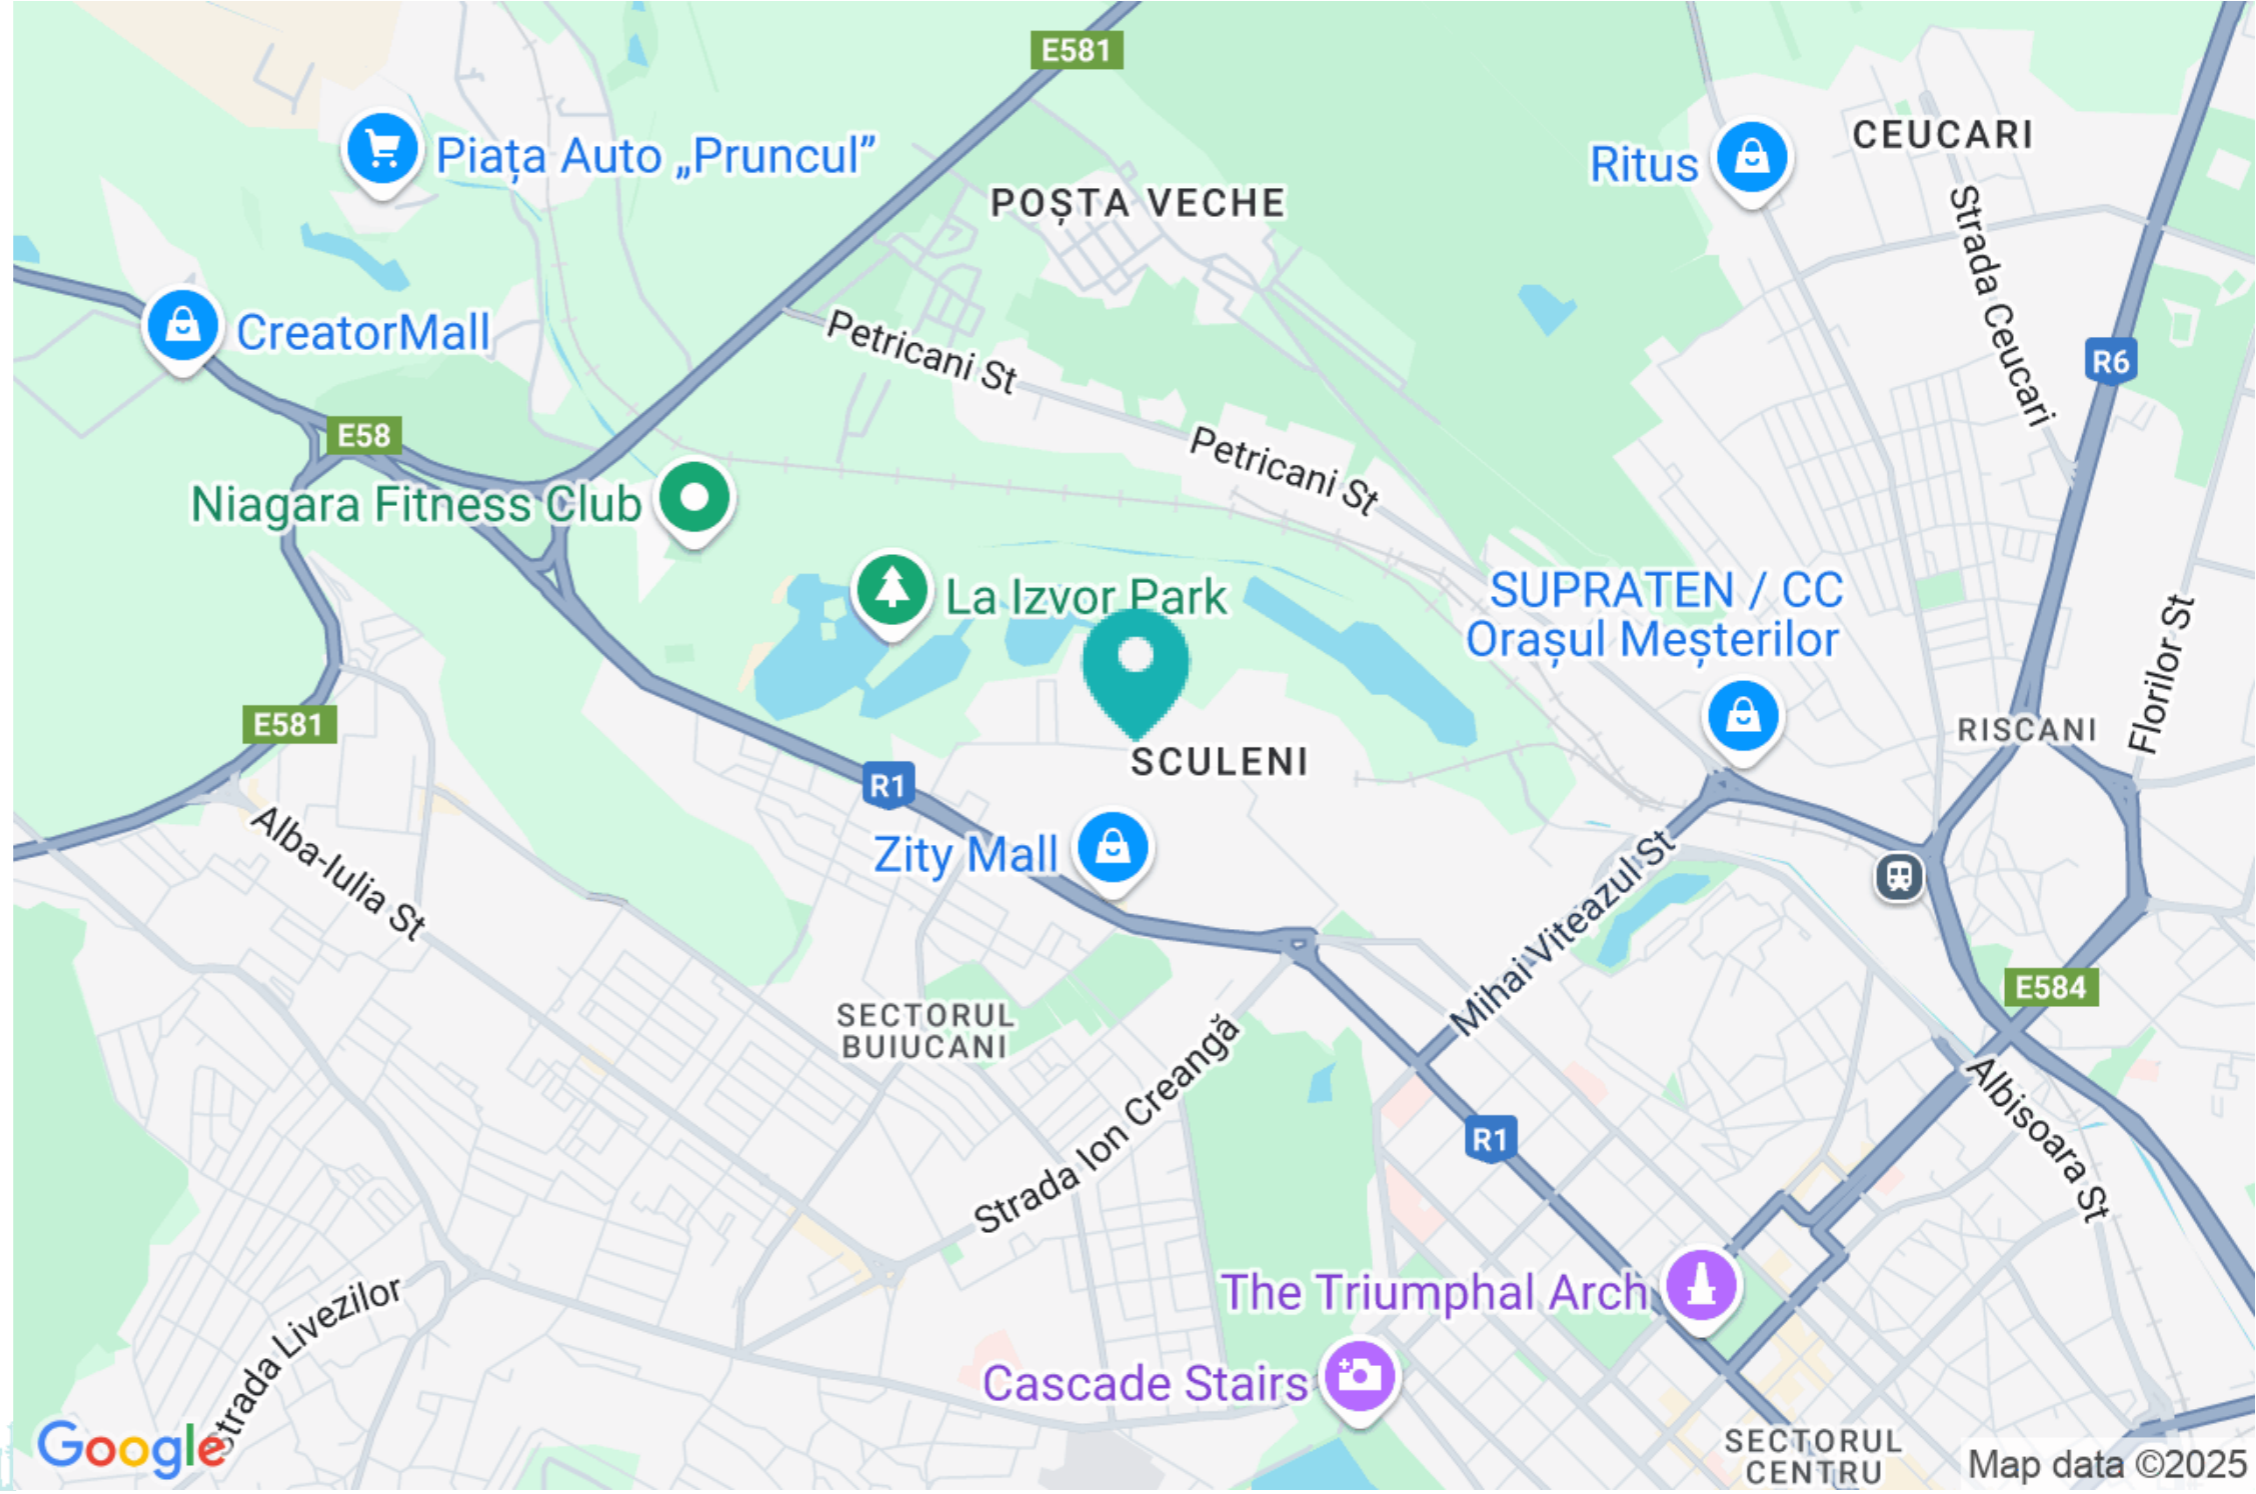 E581
Piața Auto „Pruncul”
Ritus
CEUCARI
POȘTA VECHE
Strada Ceucari
CreatorMall
Petricani St
R6
E58
Petricani St
Niagara Fitness Club
La Izvor Park
SUPRATEN / CC
Orașul Meșterilor
Florilor St
E581
RISCANI
SCULENI
R1
Zity Mall
Alba-Iulia St
Mihai Viteazul St
E584
SECTORUL
BUIUCANI
Strada Ion Creangă
Albisoara St
R1
The Triumphal Arch
Strada Livezilor
Cascade Stairs
SECTORUL
CENTRU
Google
Map data ©2025